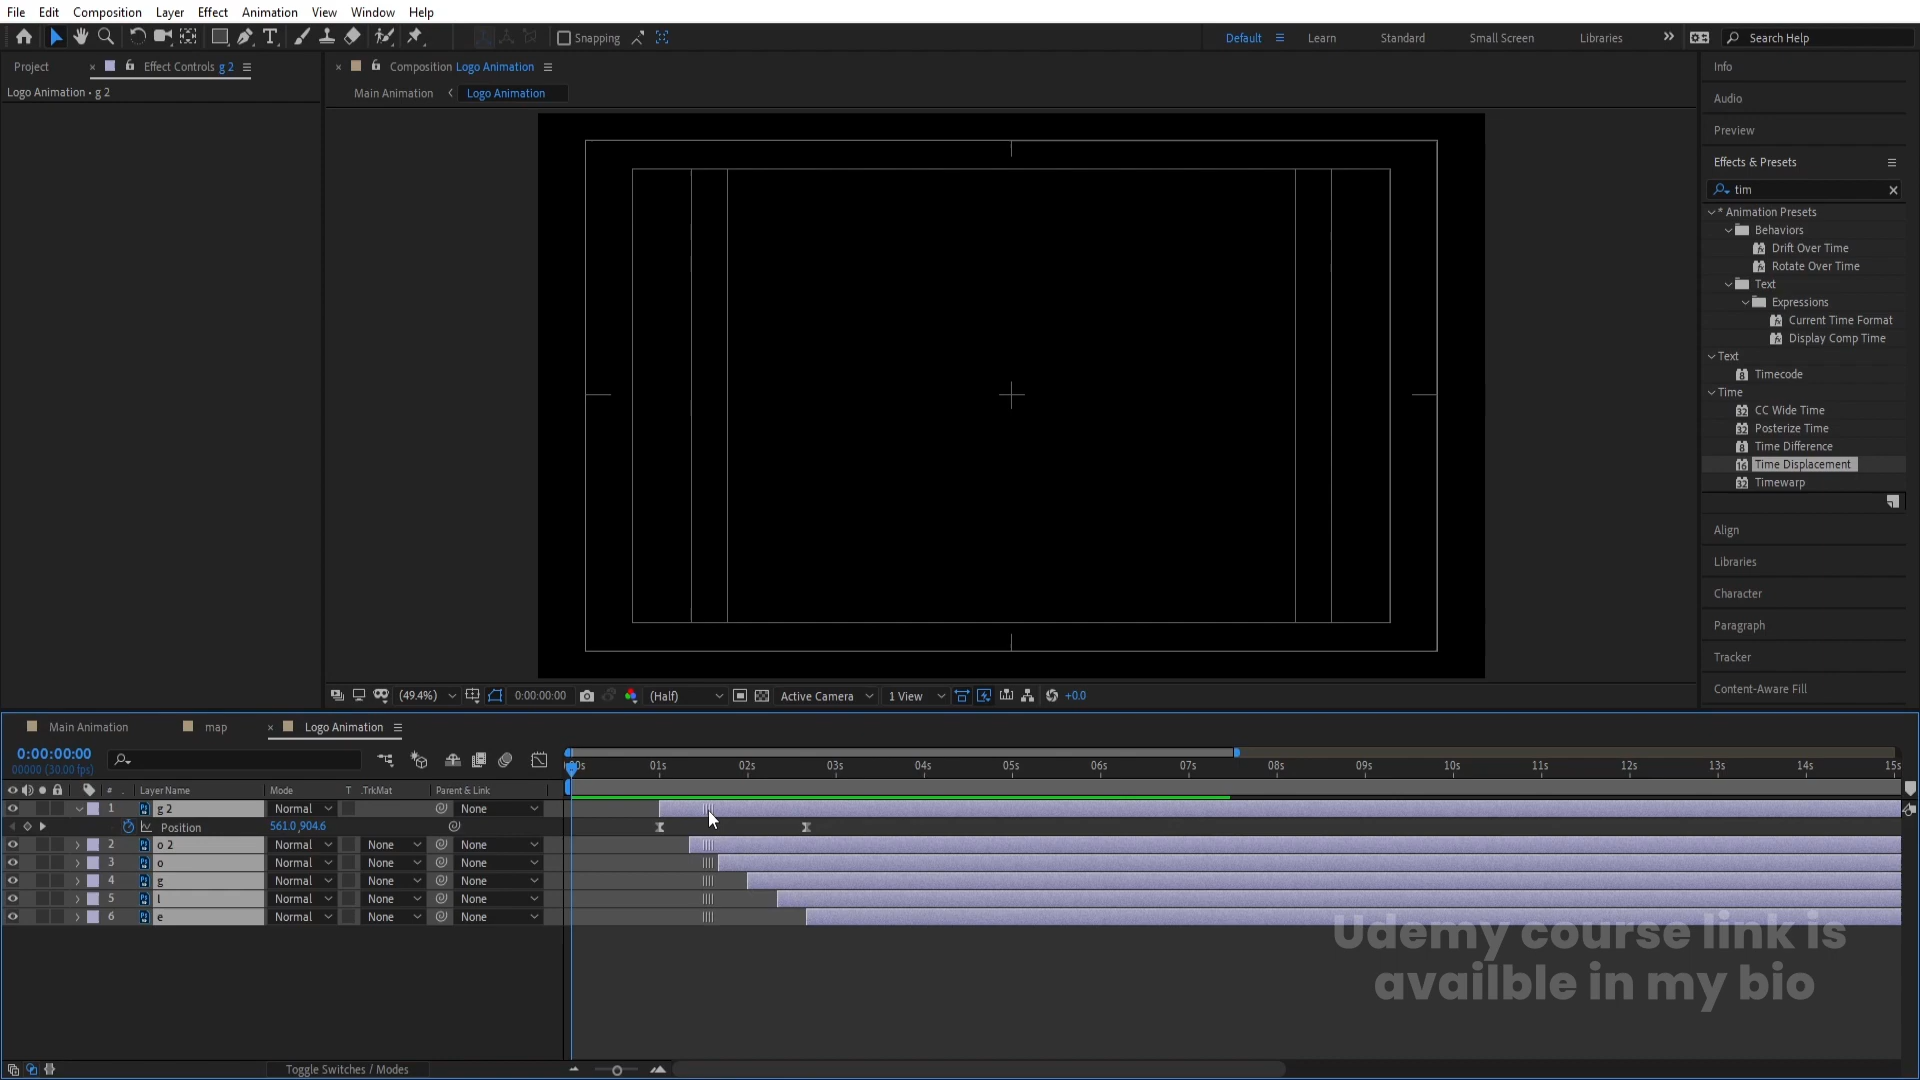 File Edit Composition Layer Effect Animation View Window Help
Snapping
Default Learn Standard Small Screen Libraries Search Help
Project Effect Controls g 2
Logo Animation • g 2
Composition Logo Animation
Main Animation Logo Animation
Info
Audio
Preview
Effects & Presets
tim
* Animation Presets
Behaviors
Drift Over Time
Rotate Over Time
Text
Expressions
Current Time Format
Display Comp Time
Text
Timecode
Time
CC Wide Time
Posterize Time
Time Difference
Time Displacement
Timewarp
Align
Libraries
Character
Paragraph
Tracker
Content-Aware Fill
(49.4%) 0:00:00:00 (Half) Active Camera 1 View +0.0
Main Animation map Logo Animation
0:00:00:00
00000 (30.00 fps)
01s 02s 03s 04s 05s 06s 07s 08s 09s 10s 11s 12s 13s 14s 15s
# Layer Name Mode T .TrkMat Parent & Link
1 g 2 Normal None
Position 561.0,904.6
2 o 2 Normal None None
3 o Normal None None
4 g Normal None None
5 l Normal None None
6 e Normal None None
Udemy course link is
availble in my bio
Toggle Switches / Modes